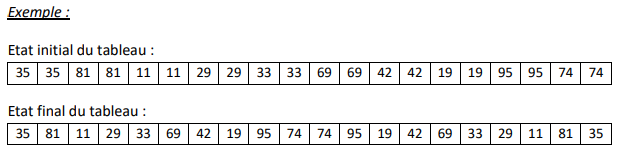 Exemple :
Etat initial du tableau :
35 35 81 81 11 11 29 29 33 33 69 69 42 42 19 19 95 95 74 74
Etat final du tableau :
35 81 11 29 33 69 42 19 95 74 74 95 19 42 69 33 29 11 81 35